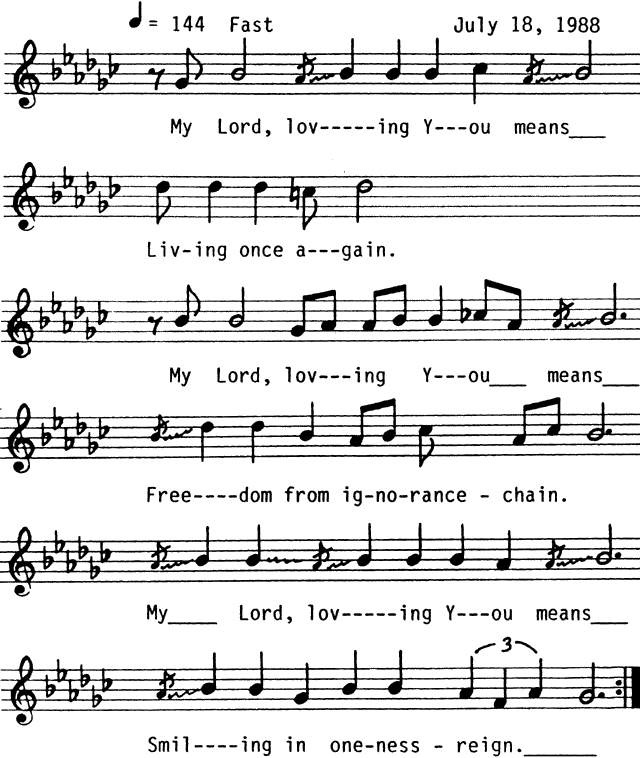 ♩ = 144 Fast July 18, 1988
My Lord, lov-----ing Y---ou means___
Liv-ing once a---gain.
My Lord, lov---ing Y---ou___ means___
Free----dom from ig-no-rance - chain.
My____ Lord, lov-----ing Y---ou means___
3
Smil----ing in one-ness - reign.______